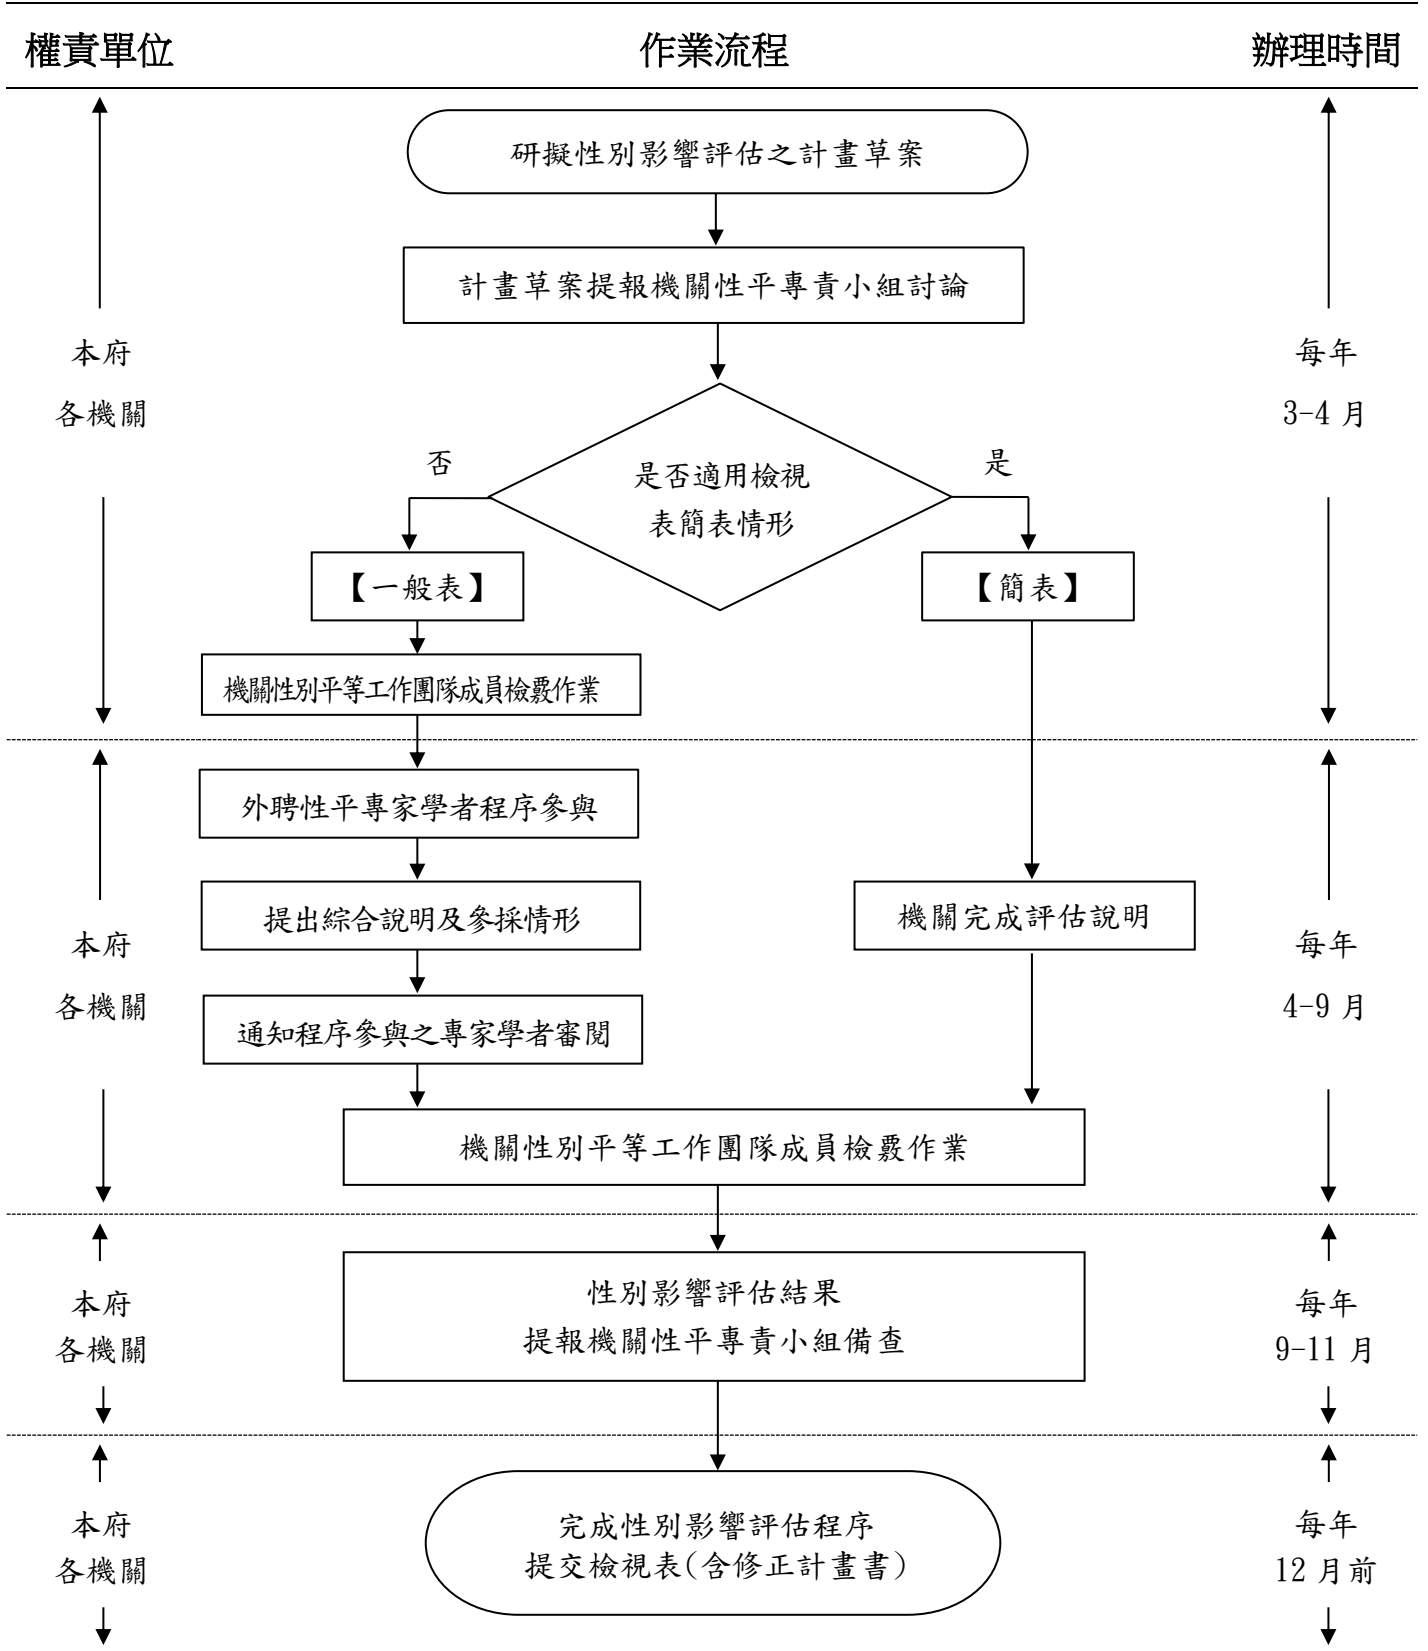 權責單位
作業流程
辦理時間
研擬性別影響評估之計畫草案
計畫草案提報機關性平專責小組討論
本府
各機關
每年
3-4 月
否
是
是否適用檢視
表簡表情形
【一般表】
【簡表】
機關性別平等工作團隊成員檢覈作業
外聘性平專家學者程序參與
提出綜合說明及參採情形
機關完成評估說明
本府
各機關
每年
4-9 月
通知程序參與之專家學者審閱
機關性別平等工作團隊成員檢覈作業
性別影響評估結果
提報機關性平專責小組備查
本府
各機關
每年
9-11 月
完成性別影響評估程序
提交檢視表(含修正計畫書)
本府
各機關
每年
12 月前